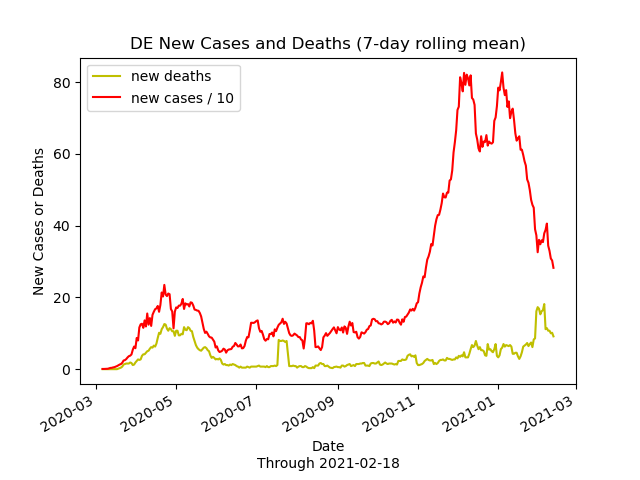 DE New Cases and Deaths (7-day rolling mean)
new deaths
new cases / 10
80
60
40
20
0
New Cases or Deaths
2020-03
2020-05
2020-07
2020-09
2020-11
2021-01
2021-03
Date
Through 2021-02-18